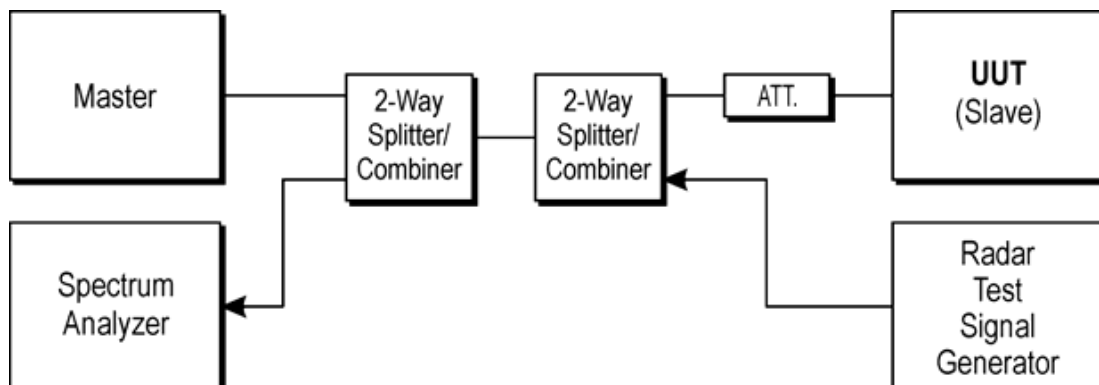 Master
2-Way
Splitter/
Combiner
2-Way
Splitter/
Combiner
ATT.
UUT
(Slave)
Spectrum
Analyzer
Radar
Test
Signal
Generator